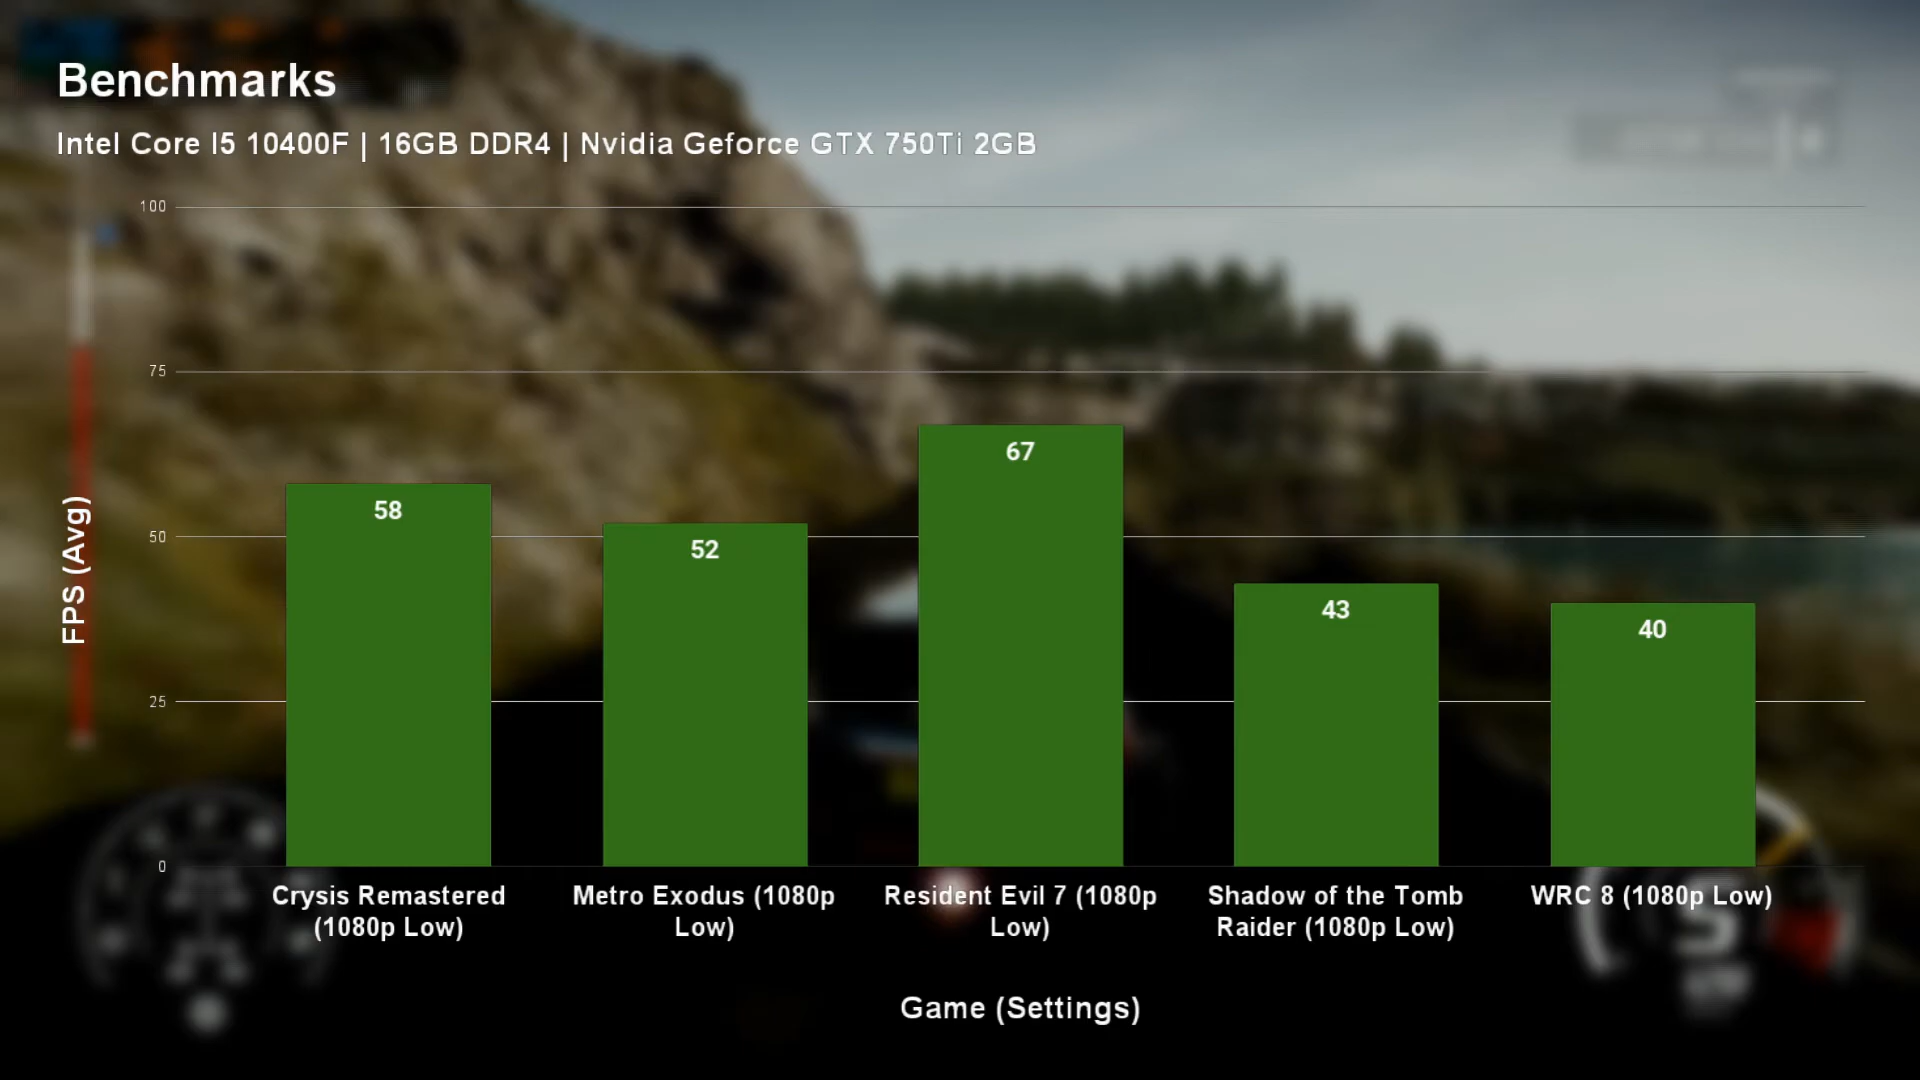 Benchmarks
Intel Core I5 10400F | 16GB DDR4 | Nvidia Geforce GTX 750Ti 2GB
100
75
50
25
0
FPS (Avg)
58
52
67
43
40
Crysis Remastered
(1080p Low)
Metro Exodus (1080p
Low)
Resident Evil 7 (1080p
Low)
Shadow of the Tomb
Raider (1080p Low)
WRC 8 (1080p Low)
Game (Settings)